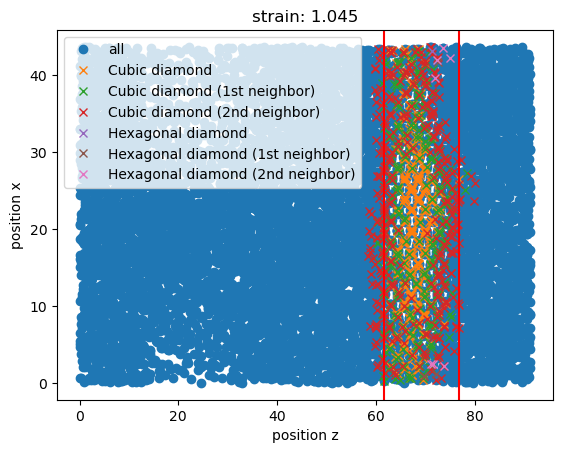 strain: 1.045
all
Cubic diamond
Cubic diamond (1st neighbor)
Cubic diamond (2nd neighbor)
Hexagonal diamond
Hexagonal diamond (1st neighbor)
Hexagonal diamond (2nd neighbor)
position x
40
30
20
10
0
0
20
40
60
80
position z